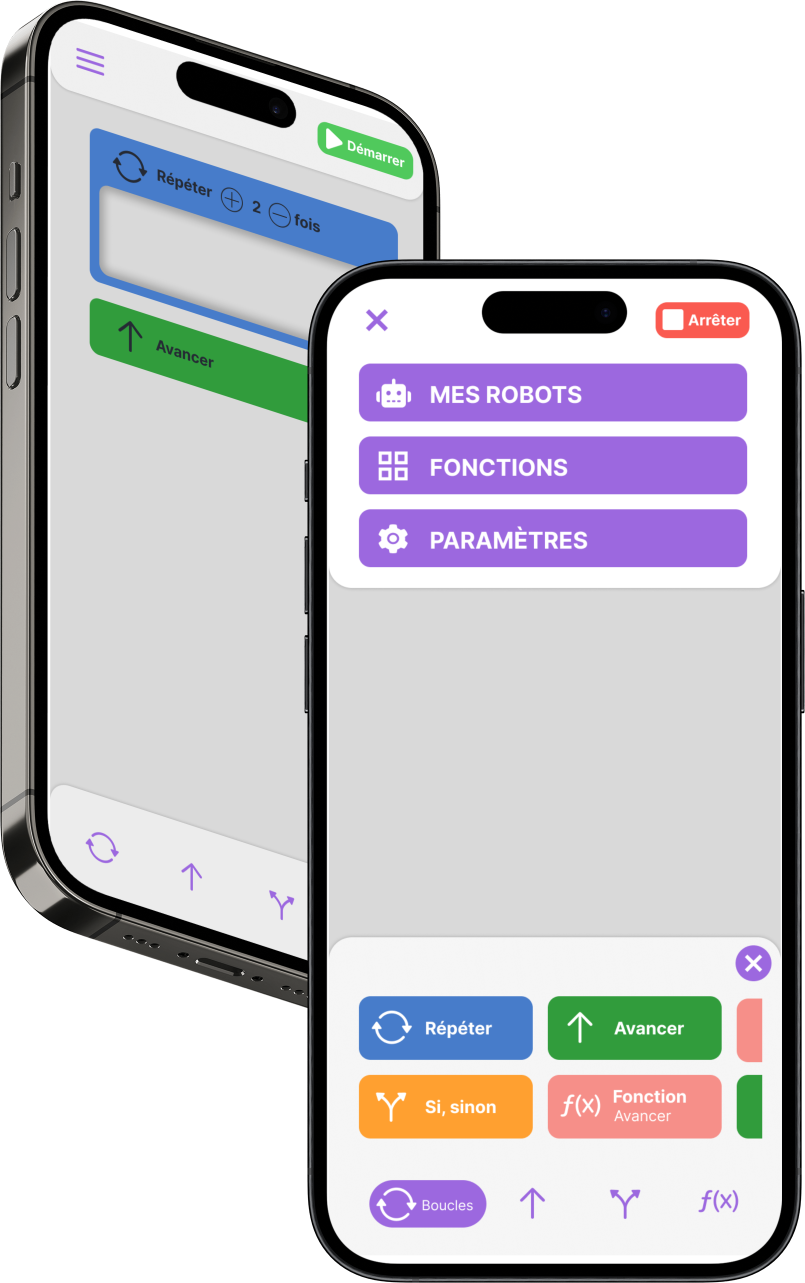 Démarrer
Répéter 2 fois
Avancer
Arrêter
MES ROBOTS
FONCTIONS
PARAMÈTRES
Répéter
Avancer
Si, sinon
f(x) Fonction
Avancer
Boucles
f(x)